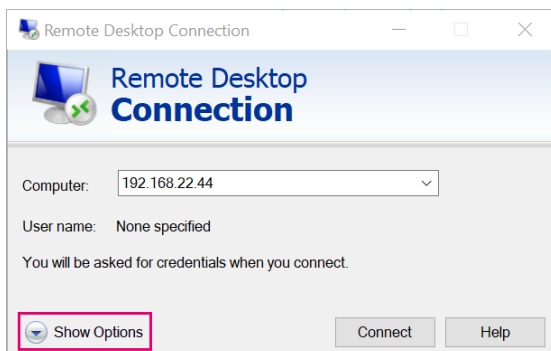 Remote Desktop Connection
Remote Desktop
Connection
Computer: 192.168.22.44
User name: None specified
You will be asked for credentials when you connect.
Show Options Connect Help